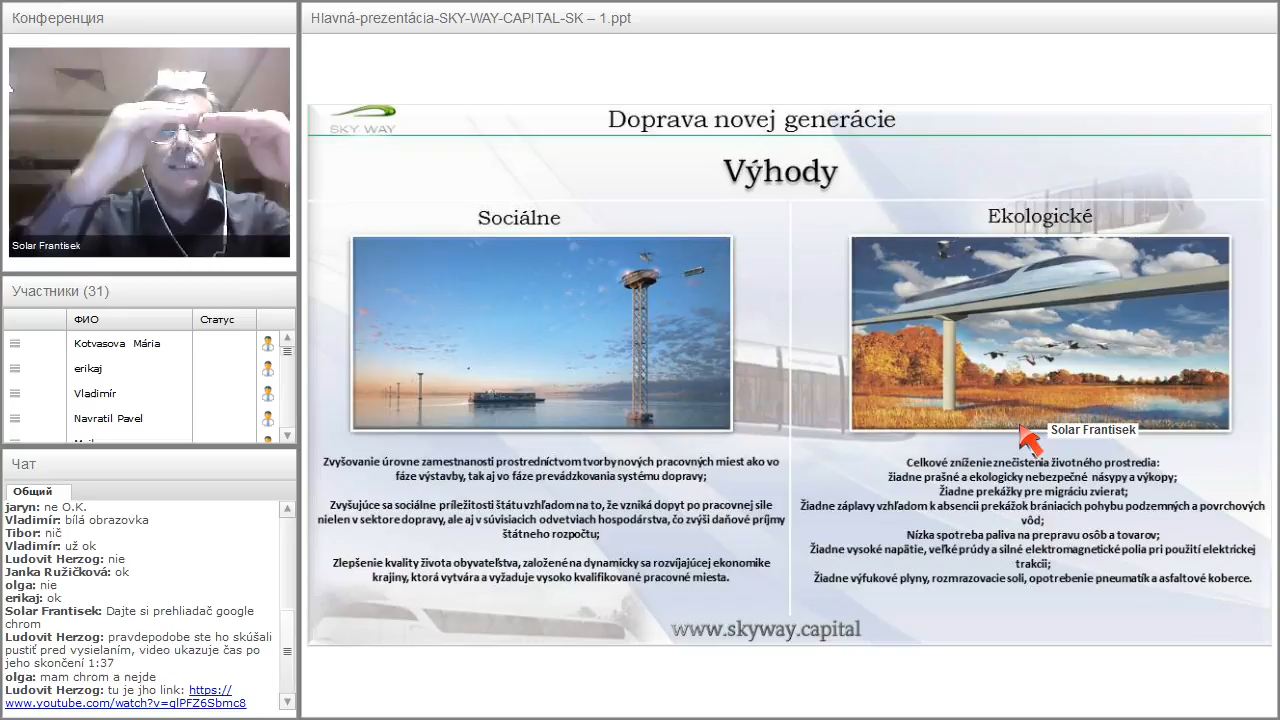 Конференция
Solar Frantisek
Участники (31)
ФИО
Статус
Kotvasova Mária
erikaj
Vladimír
Navratil Pavel
Чат
Общий
jaryn: ne O.K.
Vladimír: bílá obrazovka
Tibor: nič
Vladimír: už ok
Ludovit Herzog: nie
Janka Ružičková: ok
olga: nie
erikaj: ok
Solar Frantisek: Dajte si prehliadač google
chrom
Ludovit Herzog: pravdepodobe ste ho skúšali
pustiť pred vysielaním, video ukazuje čas po
jeho skončení 1:37
olga: mam chrom a nejde
Ludovit Herzog: tu je jho link: https://
www.youtube.com/watch?v=qlPFZ6Sbmc8
Hlavná-prezentácia-SKY-WAY-CAPITAL-SK – 1.ppt
SKY WAY
Doprava novej generácie
Výhody
Sociálne
Zvyšovanie úrovne zamestnanosti prostredníctvom tvorby nových pracovných miest ako vo
fáze výstavby, tak aj vo fáze prevádzkovania systému dopravy;
Zvyšujúce sa sociálne príležitosti štátu vzhľadom na to, že vzniká dopyt po pracovnej sile
nielen v sektore dopravy, ale aj v súvisiacich odvetviach hospodárstva, čo zvýši daňové príjmy
štátneho rozpočtu;
Zlepšenie kvality života obyvateľstva, založené na dynamicky sa rozvíjajúcej ekonomike
krajiny, ktorá vytvára a vyžaduje vysoko kvalifikované pracovné miesta.
Ekologické
Solar Frantisek
Celkové zníženie znečistenia životného prostredia:
žiadne prašné a ekologicky nebezpečné násypy a výkopy;
Žiadne prekážky pre migráciu zvierat;
Žiadne záplavy vzhľadom k absencii prekážok brániacich pohybu podzemných a povrchových
vôd;
Nízka spotreba paliva na prepravu osôb a tovarov;
Žiadne vysoké napätie, veľké prúdy a silné elektromagnetické polia pri použití elektrickej
trakcii;
Žiadne výfukové plyny, rozmrazovacie soli, opotrebenie pneumatík a asfaltové koberce.
www.skyway.capital